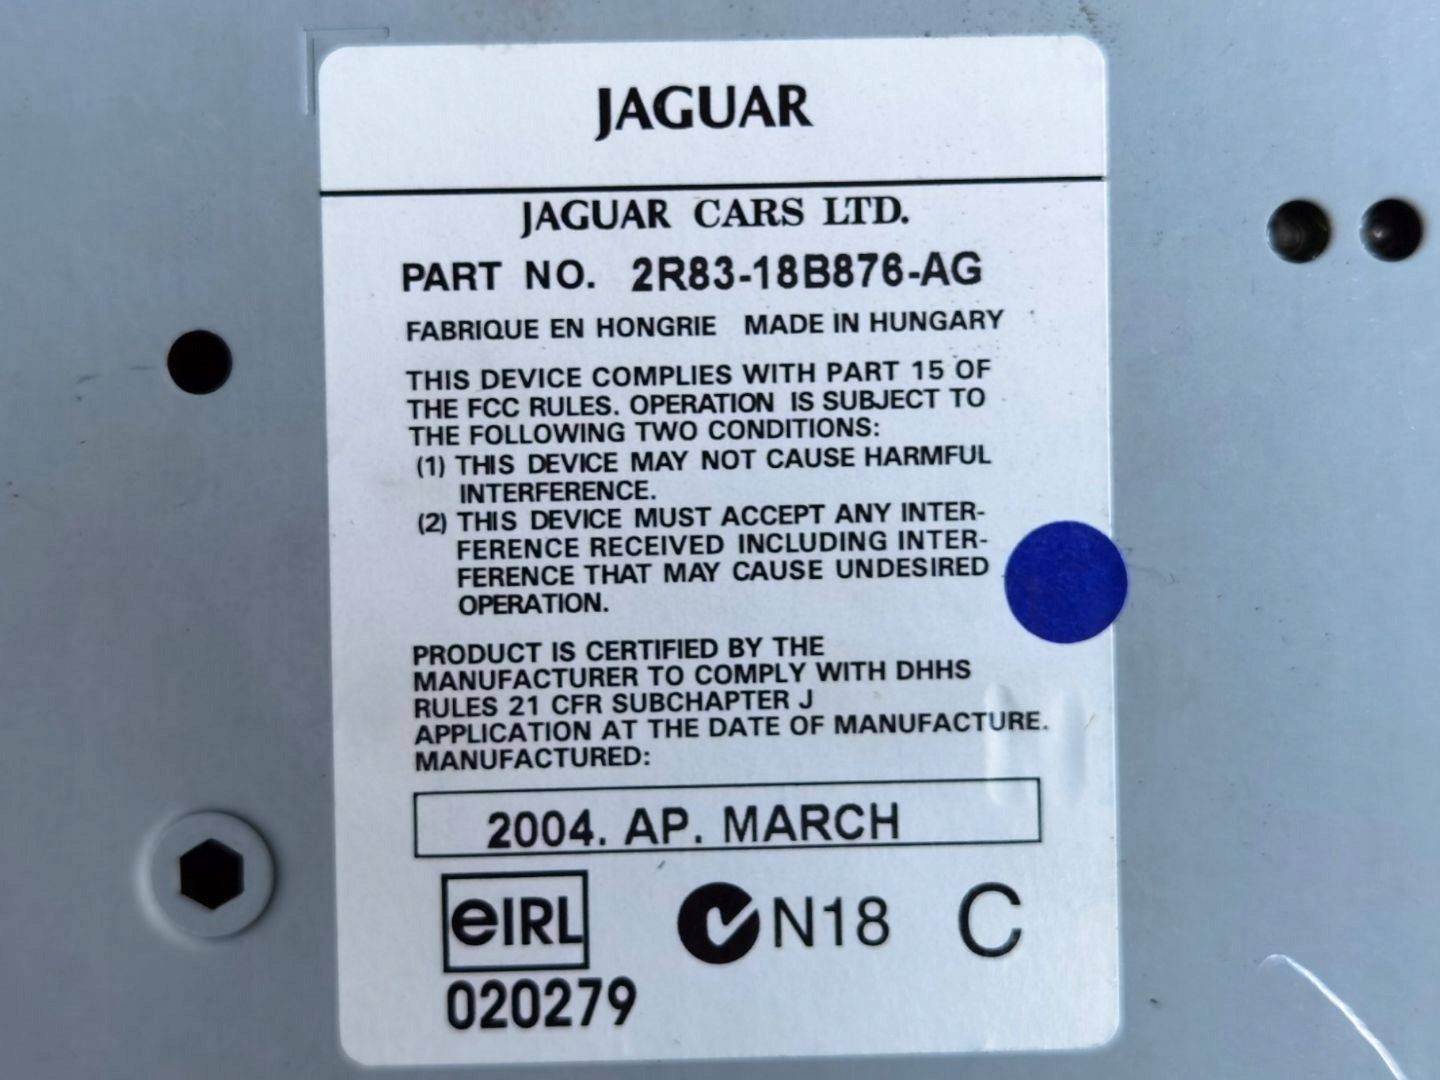 JAGUAR
JAGUAR CARS LTD.
PART NO. 2R83-18B876-AG
FABRIQUE EN HONGRIE MADE IN HUNGARY
THIS DEVICE COMPLIES WITH PART 15 OF
THE FCC RULES. OPERATION IS SUBJECT TO
THE FOLLOWING TWO CONDITIONS:
(1) THIS DEVICE MAY NOT CAUSE HARMFUL
INTERFERENCE.
(2) THIS DEVICE MUST ACCEPT ANY INTER-
FERENCE RECEIVED INCLUDING INTER-
FERENCE THAT MAY CAUSE UNDESIRED
OPERATION.
PRODUCT IS CERTIFIED BY THE
MANUFACTURER TO COMPLY WITH DHHS
RULES 21 CFR SUBCHAPTER J
APPLICATION AT THE DATE OF MANUFACTURE.
MANUFACTURED:
2004. AP. MARCH
eIRL N18 C
020279